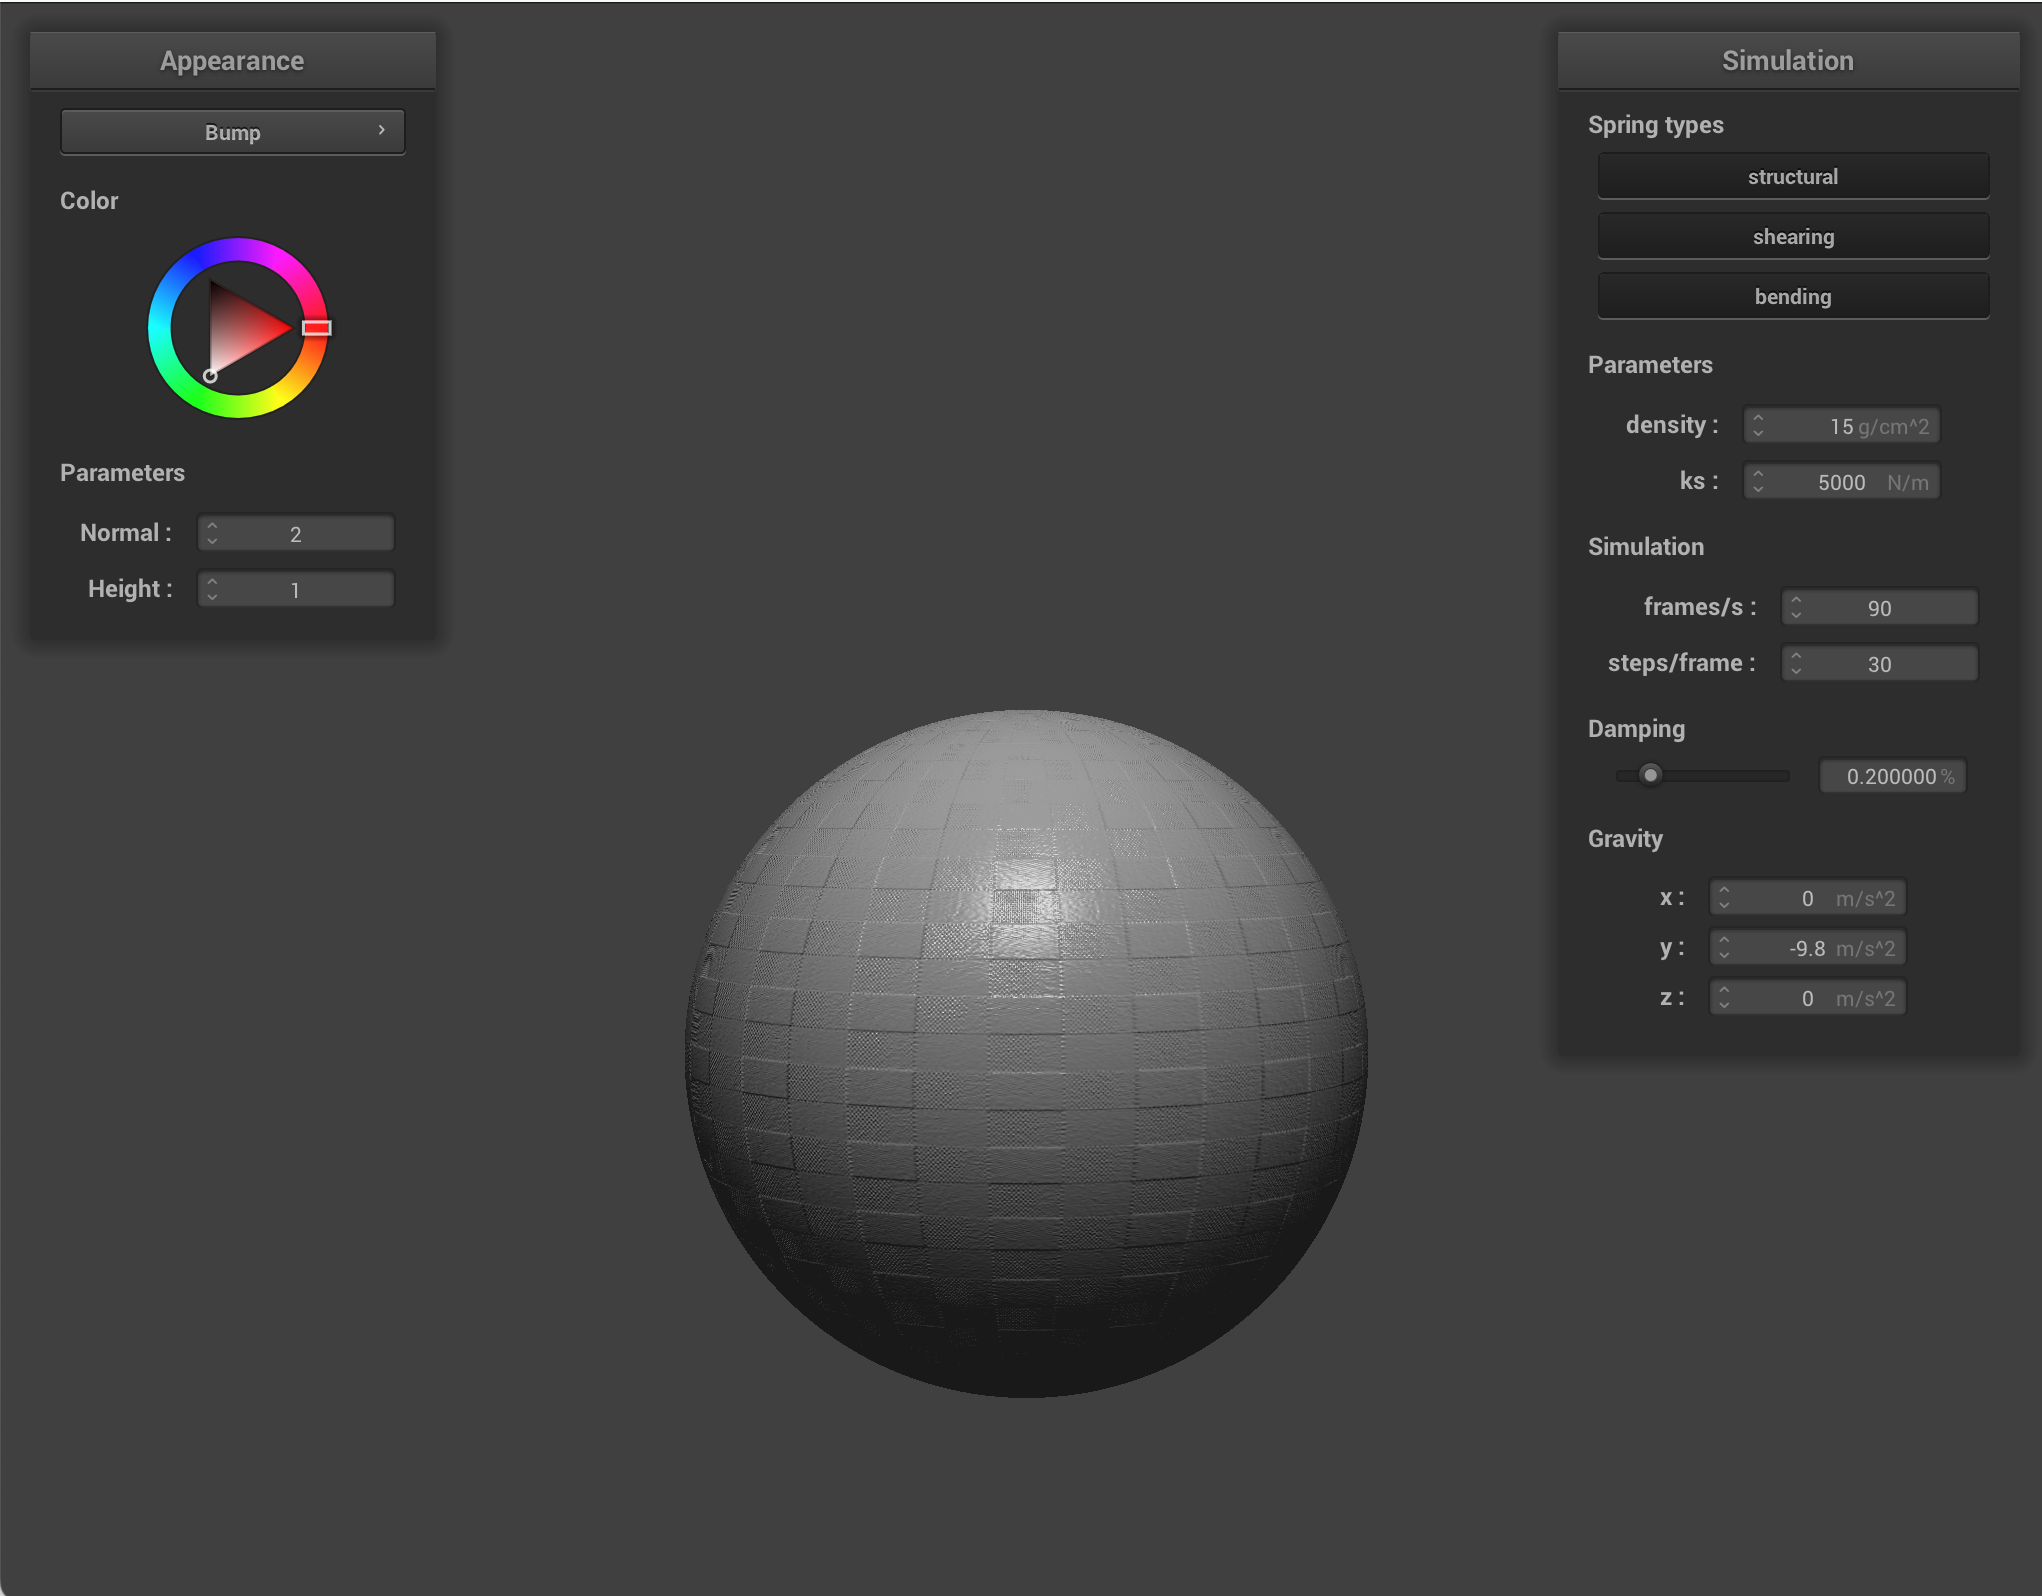 Appearance
Bump
Color
Parameters
Normal : 2
Height : 1
Simulation
Spring types
structural
shearing
bending
Parameters
density : 15 g/cm^2
ks : 5000 N/m
Simulation
frames/s : 90
steps/frame : 30
Damping
0.200000 %
Gravity
x : 0 m/s^2
y : -9.8 m/s^2
z : 0 m/s^2